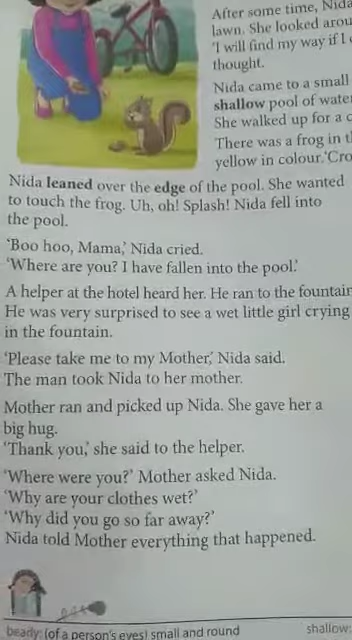 After some time, Nida
lawn. She looked arou
'I will find my way if I
thought.
Nida came to a small
shallow pool of water
She walked up for a c
There was a frog in t
yellow in colour.'Cro
Nida leaned over the edge of the pool. She wanted
to touch the frog. Uh, oh! Splash! Nida fell into
the pool.
'Boo hoo, Mama,' Nida cried.
'Where are you? I have fallen into the pool.'
A helper at the hotel heard her. He ran to the fountain
He was very surprised to see a wet little girl crying
in the fountain.
'Please take me to my Mother,' Nida said.
The man took Nida to her mother.
Mother ran and picked up Nida. She gave her a
big hug.
'Thank you,' she said to the helper.
'Where were you?' Mother asked Nida.
'Why are your clothes wet?'
'Why did you go so far away?'
Nida told Mother everything that happened.
beady: (of a person's eyes) small and round shallow: